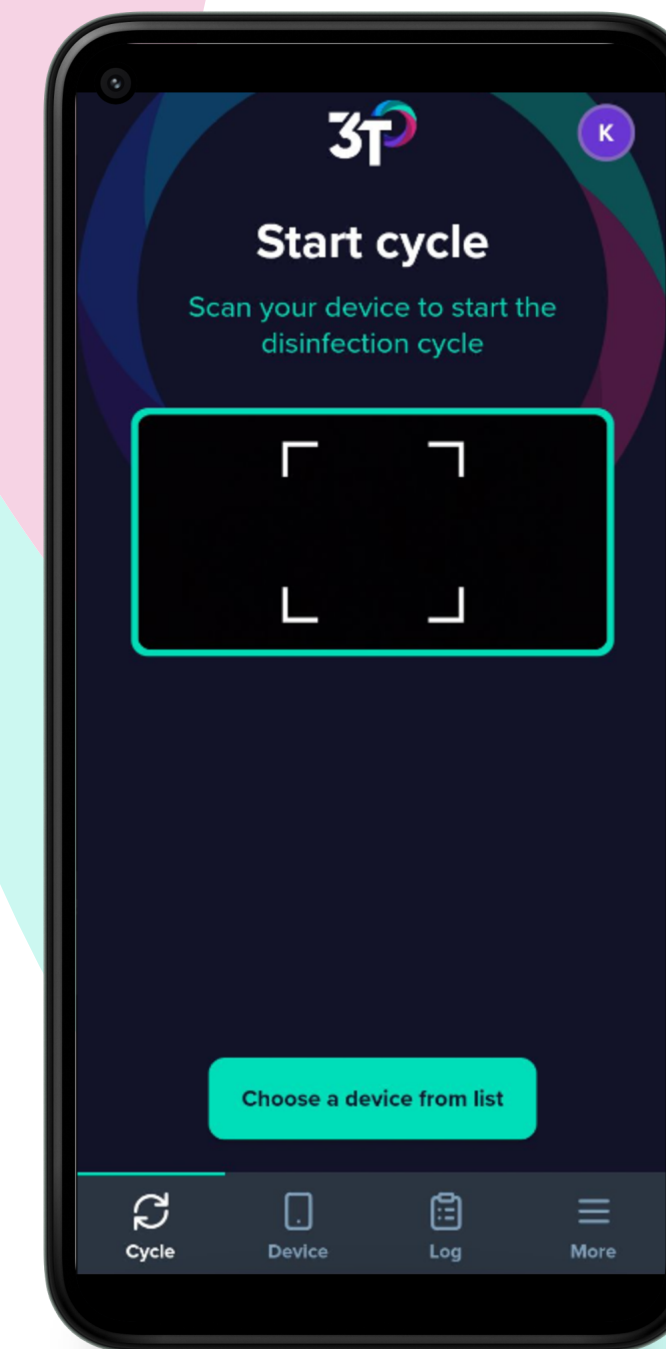 3T
K
Start cycle
Scan your device to start the
disinfection cycle
Choose a device from list
Cycle
Device
Log
More